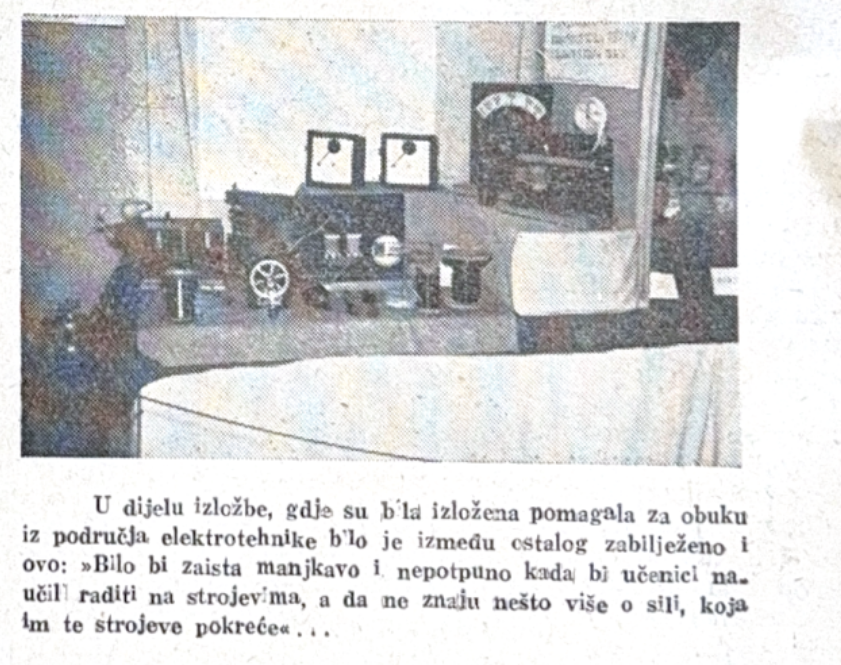 U dijelu izložbe, gdje su bila izložena pomagala za obuku
iz područja elektrotehnike bilo je između ostalog zabilježeno i
ovo: »Bilo bi zaista manjkavo i nepotpuno kada bi učenici na-
učili raditi na strojevima, a da ne znaju nešto više o sili, koja
im te strojeve pokreće« . . .